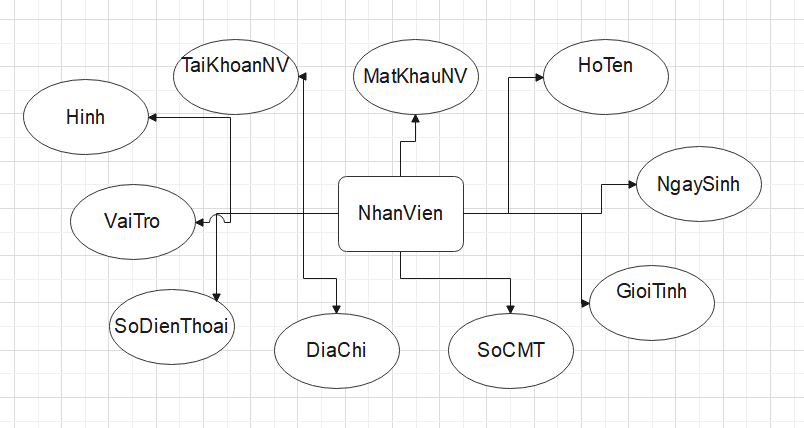 TaiKhoanNV
MatKhauNV
HoTen
Hinh
NgaySinh
VaiTro
NhanVien
GioiTinh
SoDienThoai
DiaChi
SoCMT